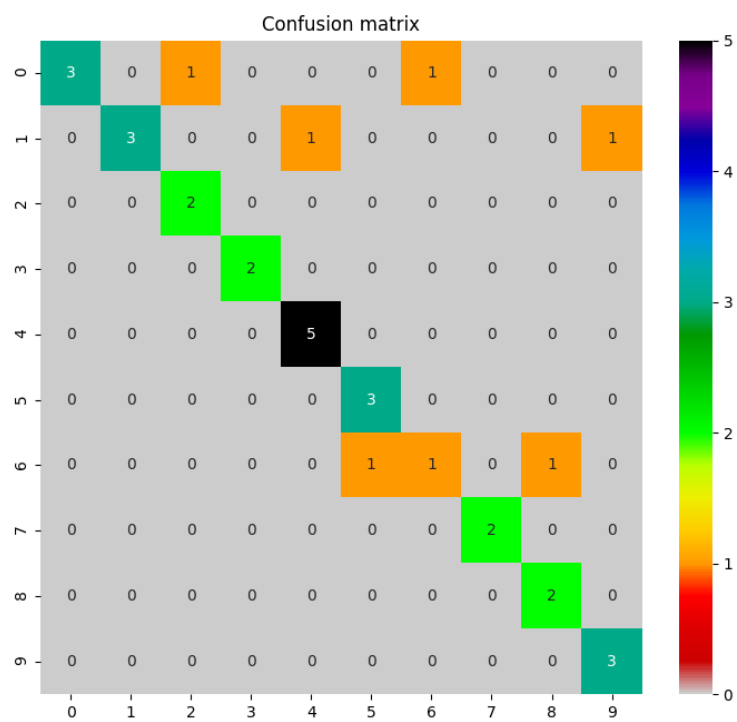 Confusion matrix
0 3 0 1 0 0 0 1 0 0 0
1 0 3 0 0 1 0 0 0 0 1
2 0 0 2 0 0 0 0 0 0 0
3 0 0 0 2 0 0 0 0 0 0
4 0 0 0 0 5 0 0 0 0 0
5 0 0 0 0 0 3 0 0 0 0
6 0 0 0 0 0 1 1 0 1 0
7 0 0 0 0 0 0 0 2 0 0
8 0 0 0 0 0 0 0 0 2 0
9 0 0 0 0 0 0 0 0 0 3
0 1 2 3 4 5 6 7 8 9
5
4
3
2
1
0